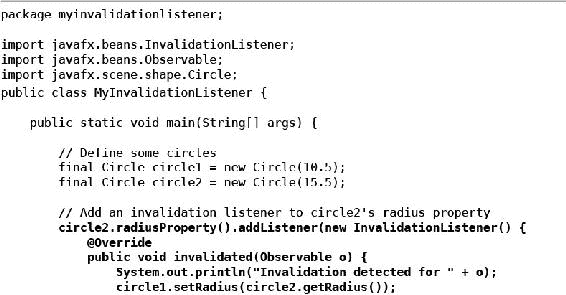 package myinvalidationlistener;
import javafx.beans.InvalidationListener;
import javafx.beans.Observable;
import javafx.scene.shape.Circle;
public class MyInvalidationListener {
public static void main(String[] args) {
// Define some circles
final Circle circle1 = new Circle(10.5);
final Circle circle2 = new Circle(15.5);
// Add an invalidation listener to circle2's radius property
circle2.radiusProperty().addListener(new InvalidationListener() {
@Override
public void invalidated(Observable o) {
System.out.println("Invalidation detected for " + o);
circle1.setRadius(circle2.getRadius());